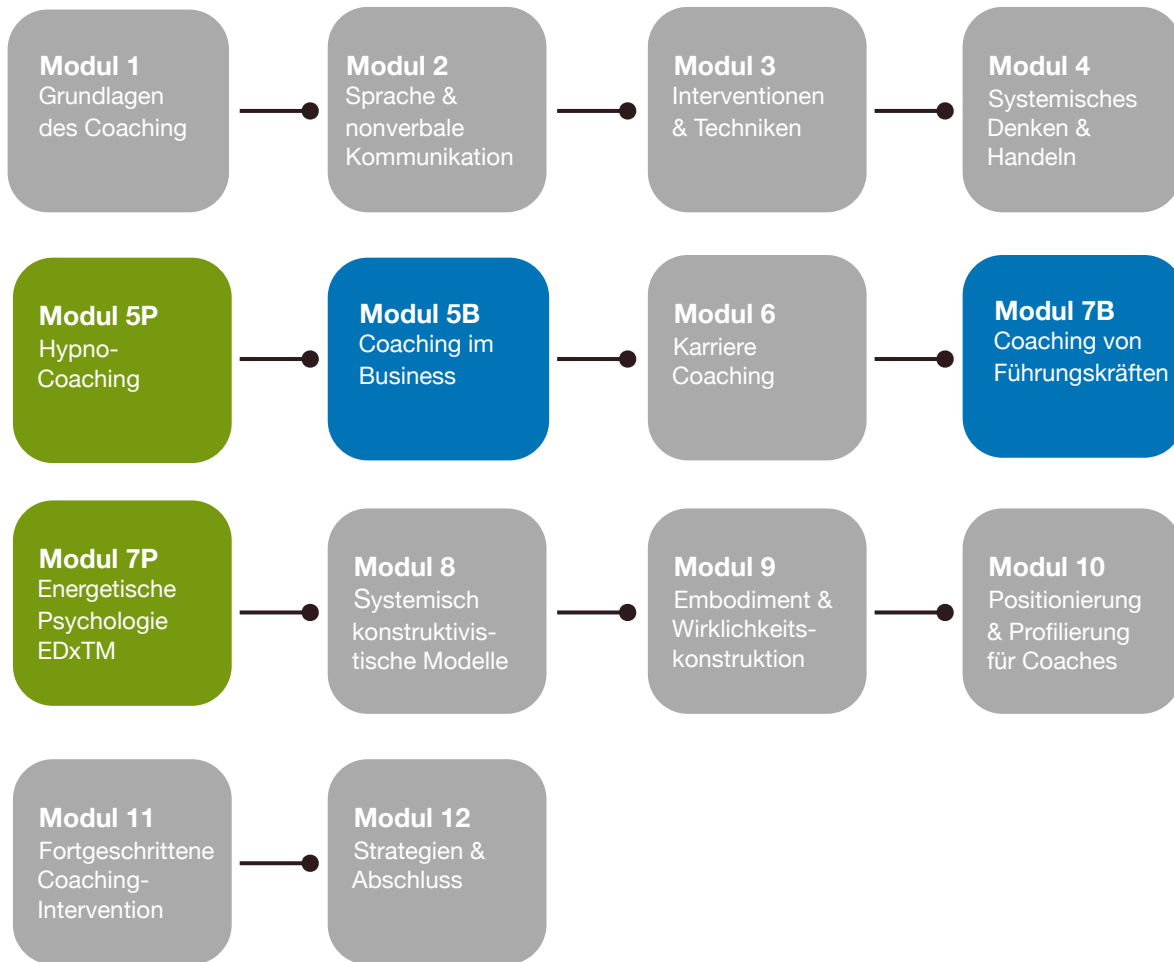 Modul 1
Grundlagen
des Coaching
Modul 2
Sprache &
nonverbale
Kommunikation
Modul 3
Interventionen
& Techniken
Modul 4
Systemisches
Denken &
Handeln
Modul 5P
Hypno-
Coaching
Modul 5B
Coaching im
Business
Modul 6
Karriere
Coaching
Modul 7B
Coaching von
Führungskräften
Modul 7P
Energetische
Psychologie
EDxTM
Modul 8
Systemisch
konstruktivis-
tische Modelle
Modul 9
Embodiment &
Wirklichkeits-
konstruktion
Modul 10
Positionierung
& Profilierung
für Coaches
Modul 11
Fortgeschrittene
Coaching-
Intervention
Modul 12
Strategien &
Abschluss